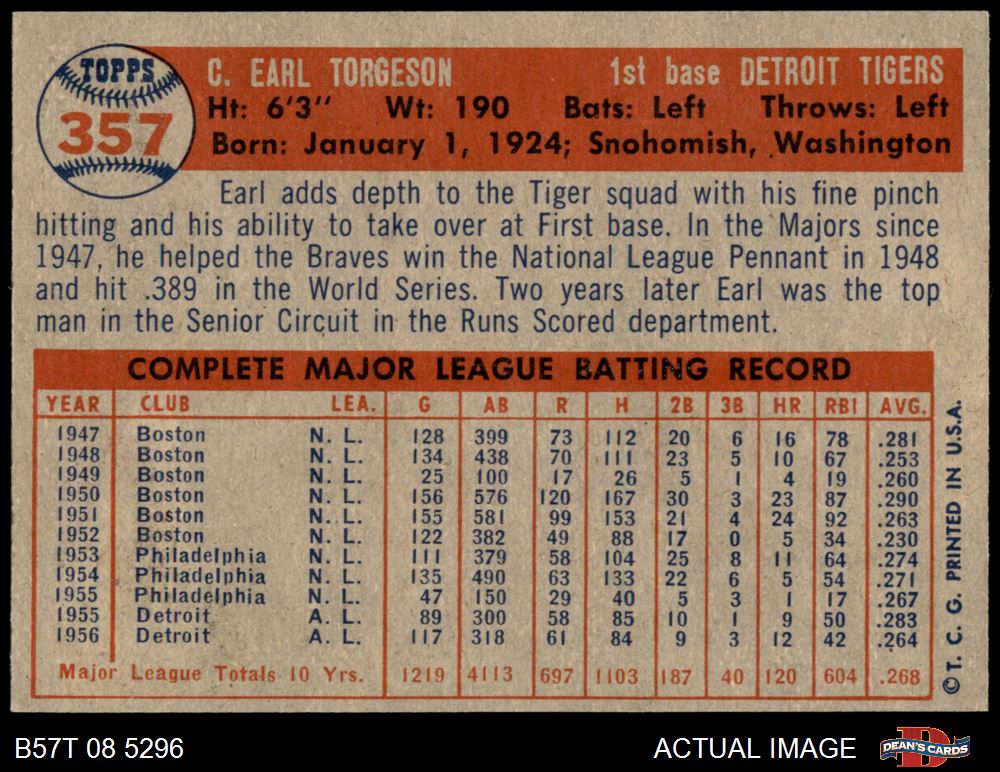 TOPPS
357
C. EARL TORGESON 1st base DETROIT TIGERS
Ht: 6'3" Wt: 190 Bats: Left Throws: Left
Born: January 1, 1924; Snohomish, Washington
Earl adds depth to the Tiger squad with his fine pinch
hitting and his ability to take over at First base. In the Majors since
1947, he helped the Braves win the National League Pennant in 1948
and hit .389 in the World Series. Two years later Earl was the top
man in the Senior Circuit in the Runs Scored department.
COMPLETE MAJOR LEAGUE BATTING RECORD
YEAR CLUB LEA. G AB R H 2B 3B HR RBI AVG.
1947 Boston N. L. 128 399 73 112 20 6 16 78 .281
1948 Boston N. L. 134 438 70 111 23 5 10 67 .253
1949 Boston N. L. 25 100 17 26 5 1 4 19 .260
1950 Boston N. L. 156 576 120 167 30 3 23 87 .290
1951 Boston N. L. 155 581 99 153 21 4 24 92 .263
1952 Boston N. L. 122 382 49 88 17 0 5 34 .230
1953 Philadelphia N. L. 111 379 58 104 25 8 11 64 .274
1954 Philadelphia N. L. 135 490 63 133 22 6 5 54 .271
1955 Philadelphia N. L. 47 150 29 40 5 3 1 17 .267
1955 Detroit A. L. 89 300 58 85 10 1 9 50 .283
1956 Detroit A. L. 117 318 61 84 9 3 12 42 .264
Major League Totals 10 Yrs. 1219 4113 697 1103 187 40 120 604 .268
© T. C. G. PRINTED IN U.S.A.
B57T 08 5296 ACTUAL IMAGE DEAN'S CARDS